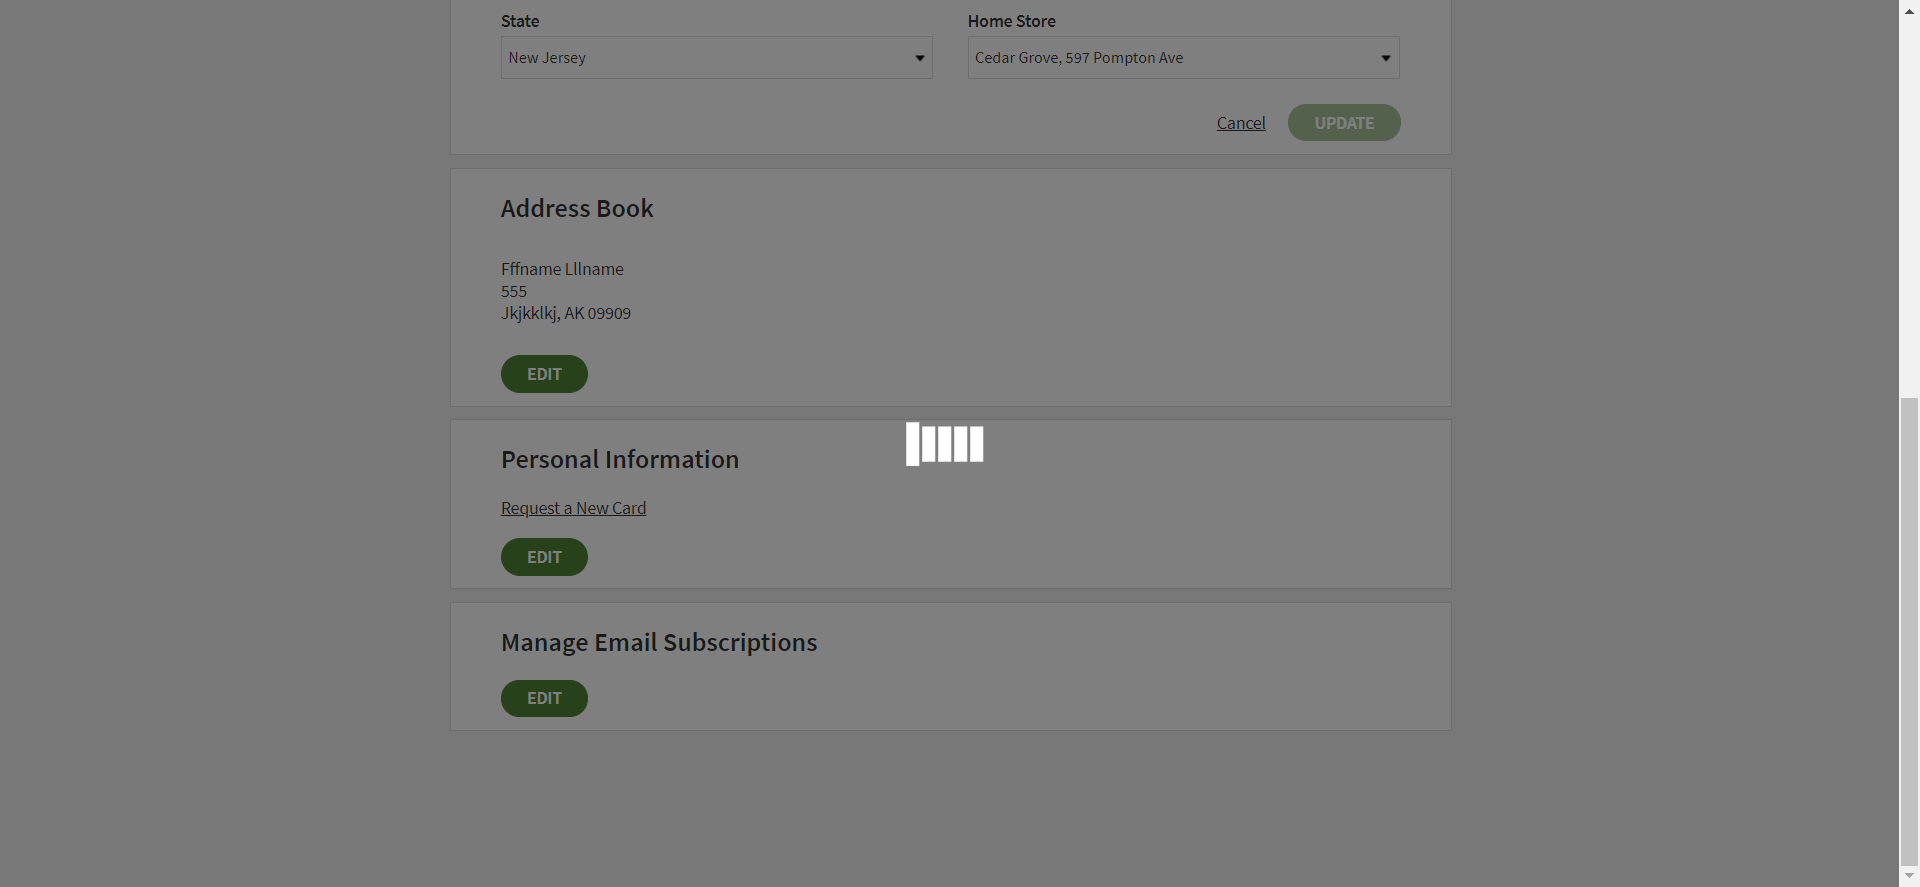 State
Home Store
New Jersey
Cedar Grove, 597 Pompton Ave
Cancel
UPDATE
Address Book
Fffname Lllname
555
Jkjkklkj, AK 09909
EDIT
Personal Information
Request a New Card
EDIT
Manage Email Subscriptions
EDIT